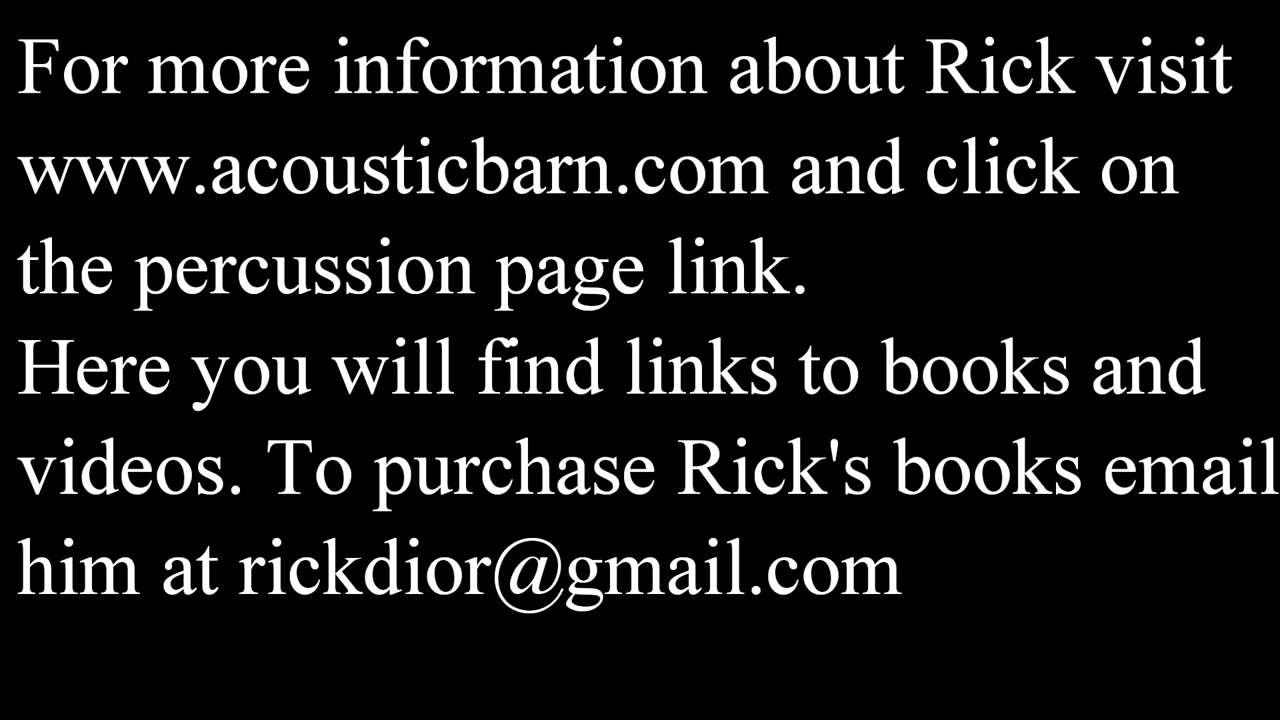 For more information about Rick visit
www.acousticbarn.com and click on
the percussion page link.
Here you will find links to books and
videos. To purchase Rick's books email
him at rickdior@gmail.com